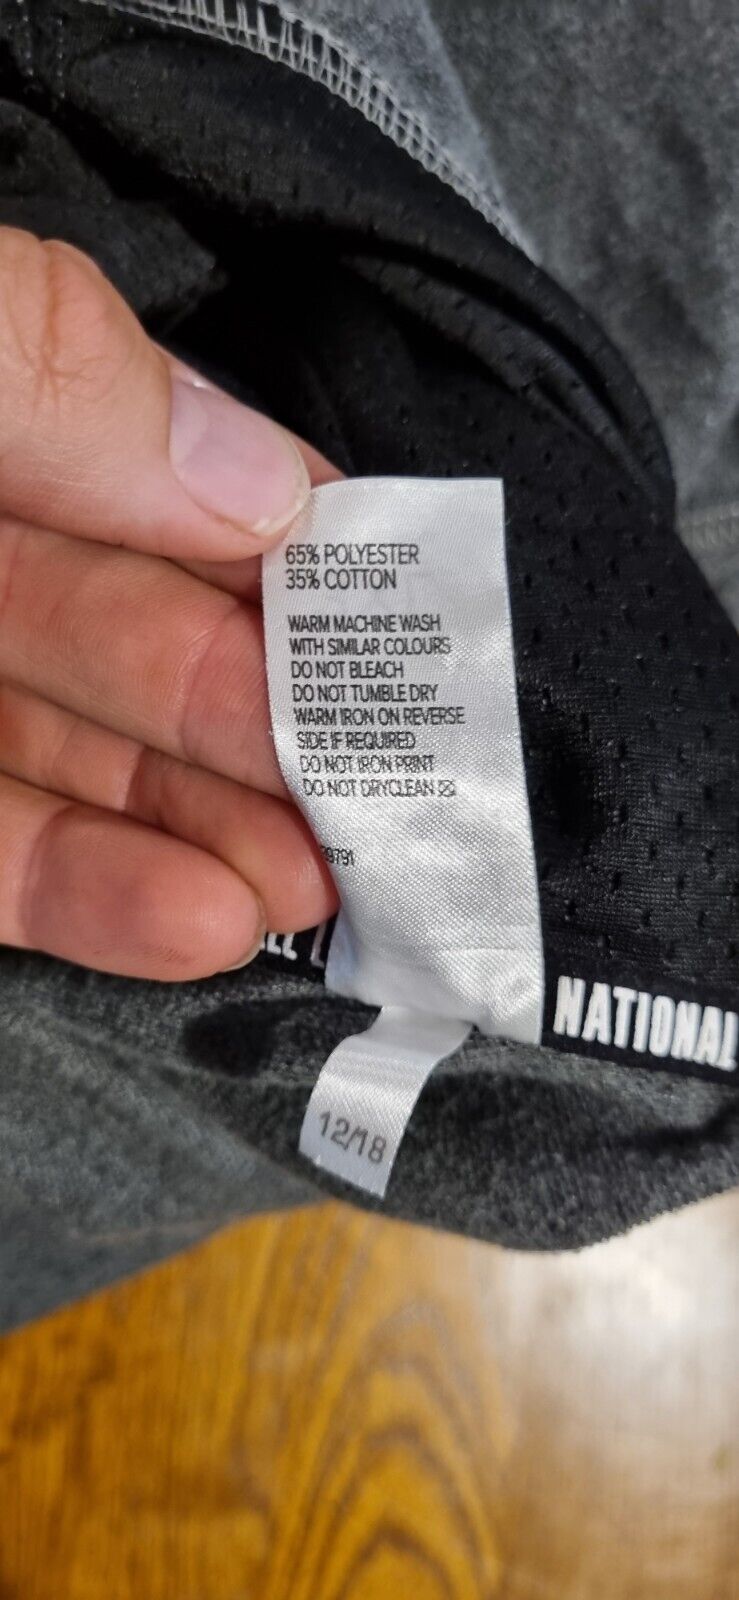 65% POLYESTER
35% COTTON
WARM MACHINE WASH
WITH SIMILAR COLOURS
DO NOT BLEACH
DO NOT TUMBLE DRY
WARM IRON ON REVERSE
SIDE IF REQUIRED
DO NOT IRON PRINT
DO NOT DRYCLEAN
9791
NATIONAL
12/18